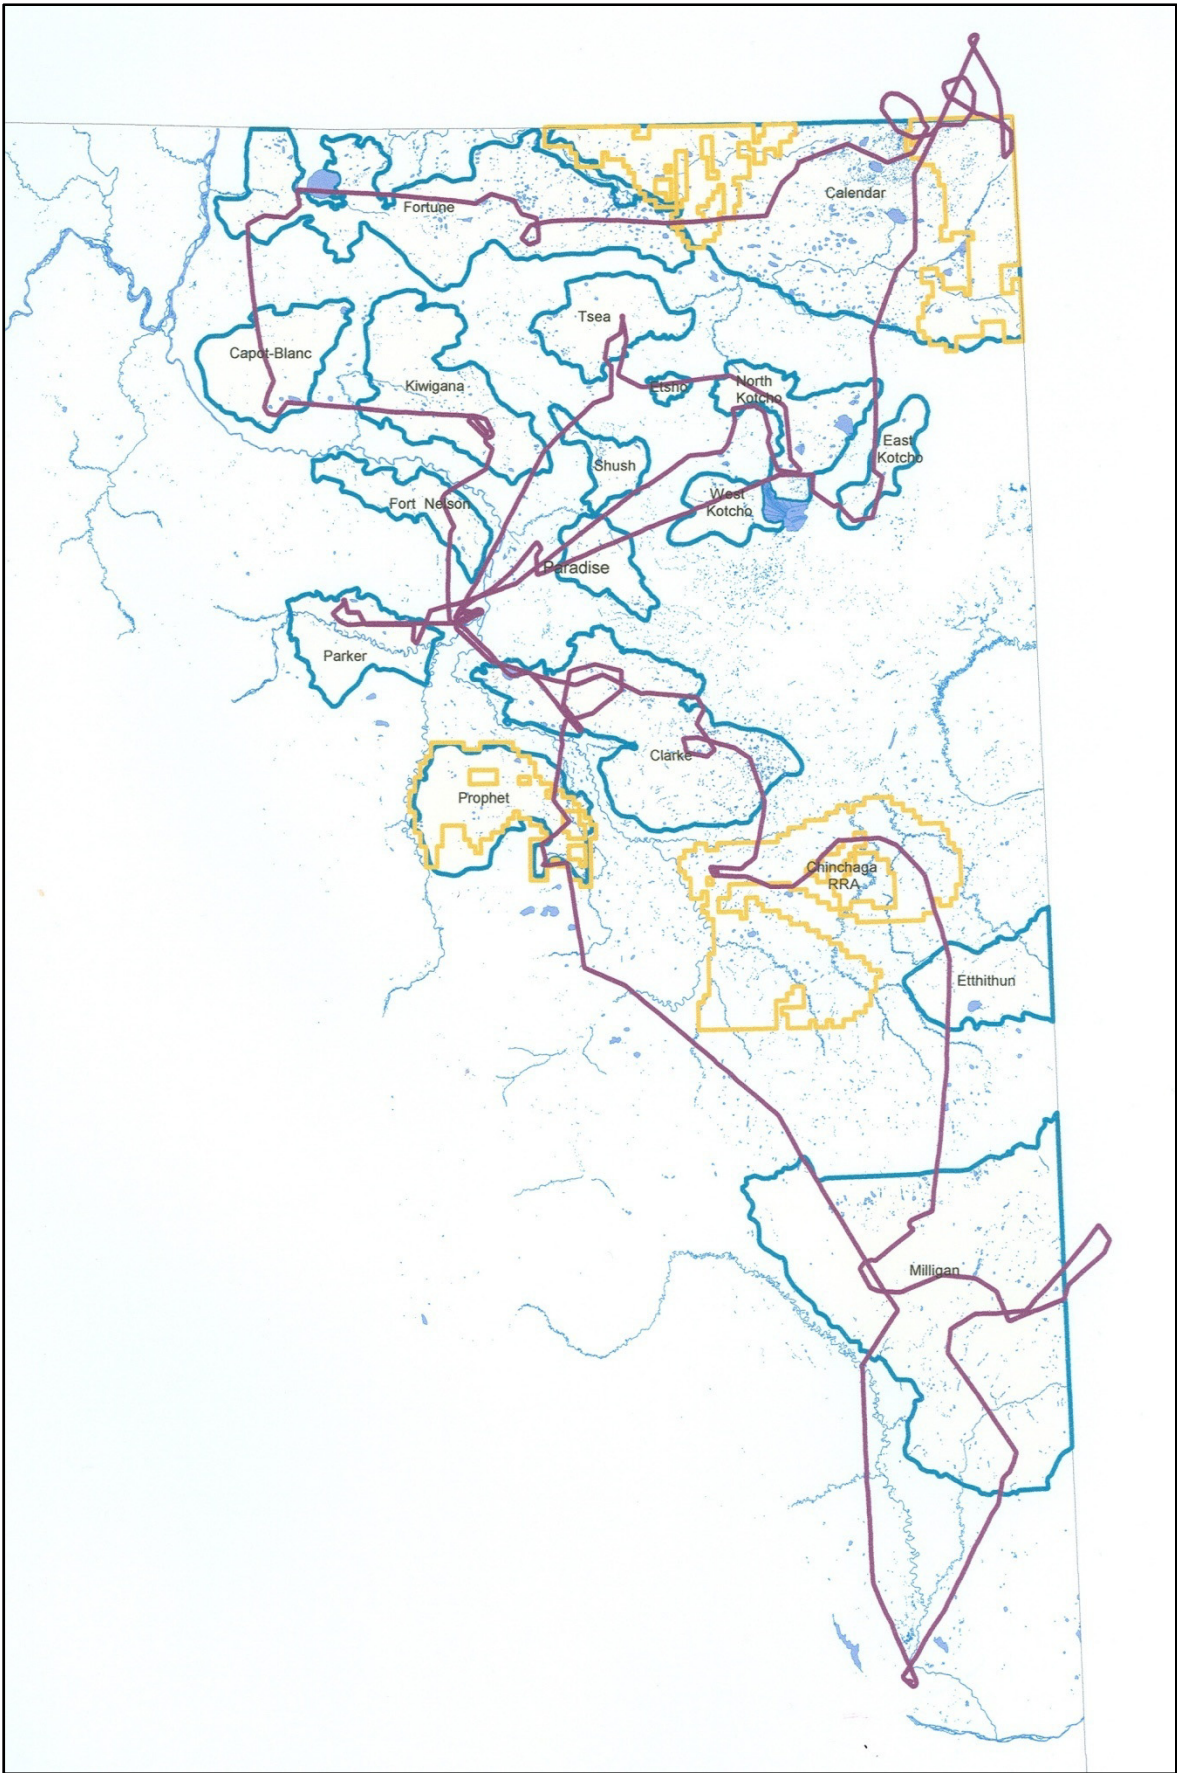 Calendar
Fortune
Tsea
Capot-Blanc
Kiwigana
Etsho
North
Kotcho
East
Kotcho
Shush
West
Kotcho
Fort Nelson
Paradise
Parker
Clarke
Prophet
Chinchaga
RRA
Etthithun
Milligan